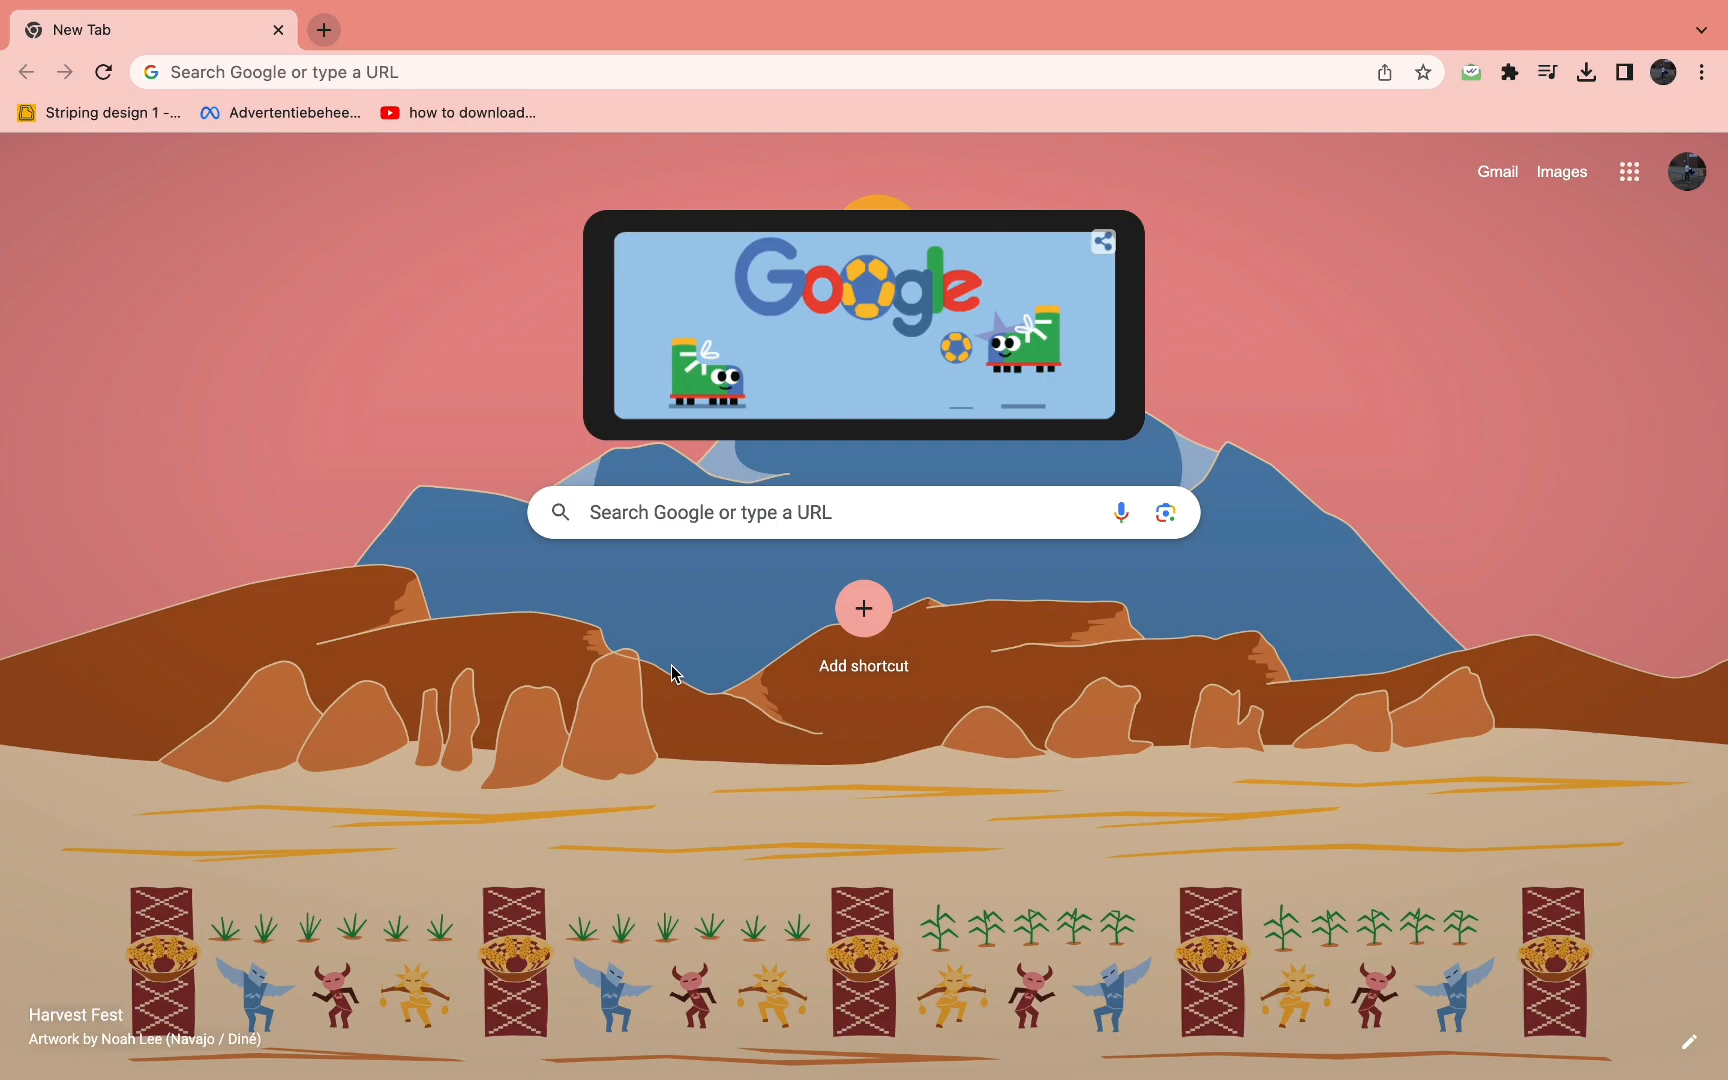 New Tab
Search Google or type a URL
Striping design 1 -...
Advertentiebehee...
how to download...
Gmail
Images
Google
Search Google or type a URL
Add shortcut
Harvest Fest
Artwork by Noah Lee (Navajo / Diné)